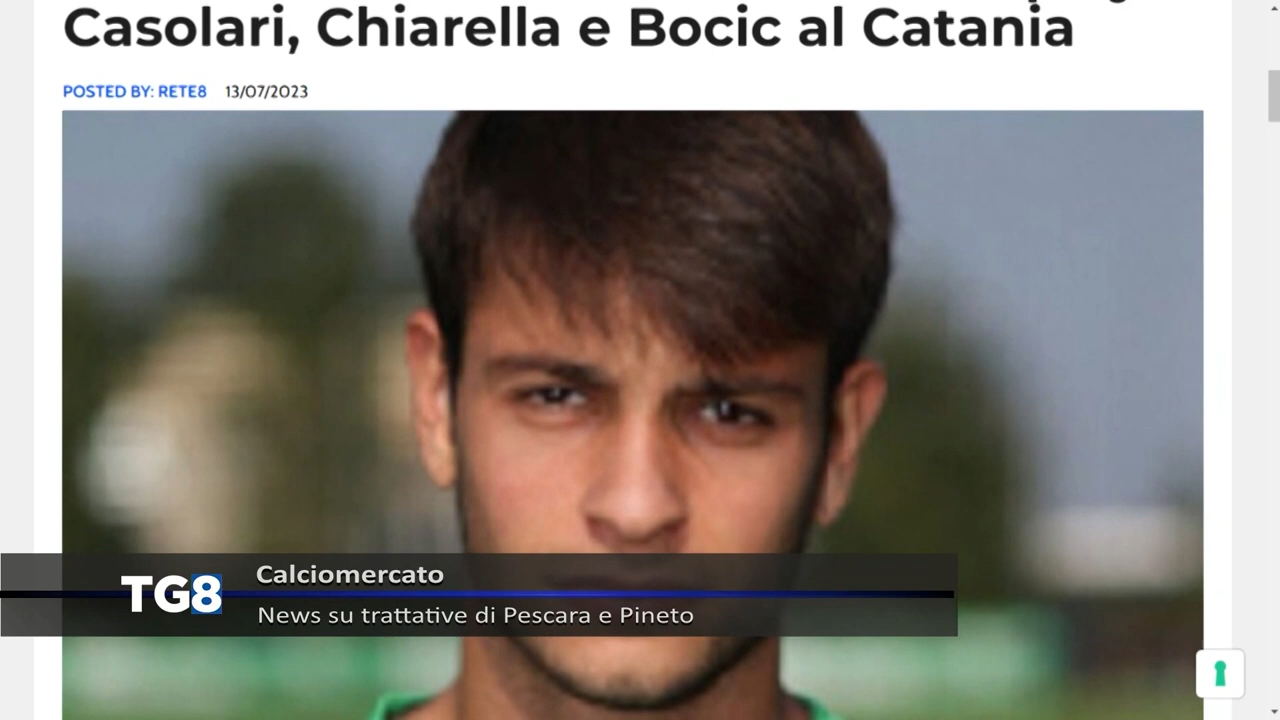 Casolari, Chiarella e Bocic al Catania
POSTED BY: RETE8 13/07/2023
Calciomercato
TG8
News su trattative di Pescara e Pineto